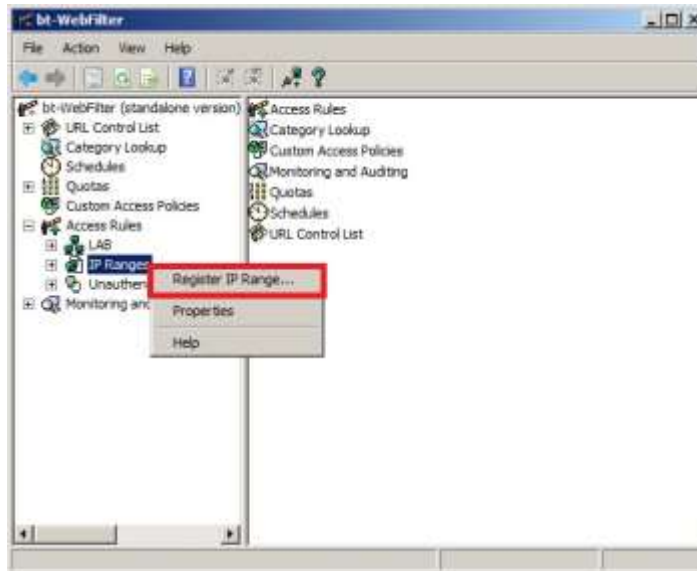 bt-WebFilter
File Action View Help
bt-WebFilter (standalone version)
URL Control List
Category Lookup
Schedules
Quotas
Custom Access Policies
Access Rules
LAB
IP Ranges
Unauthen
Monitoring and
Register IP Range...
Properties
Help
Access Rules
Category Lookup
Custom Access Policies
Monitoring and Auditing
Quotas
Schedules
URL Control List